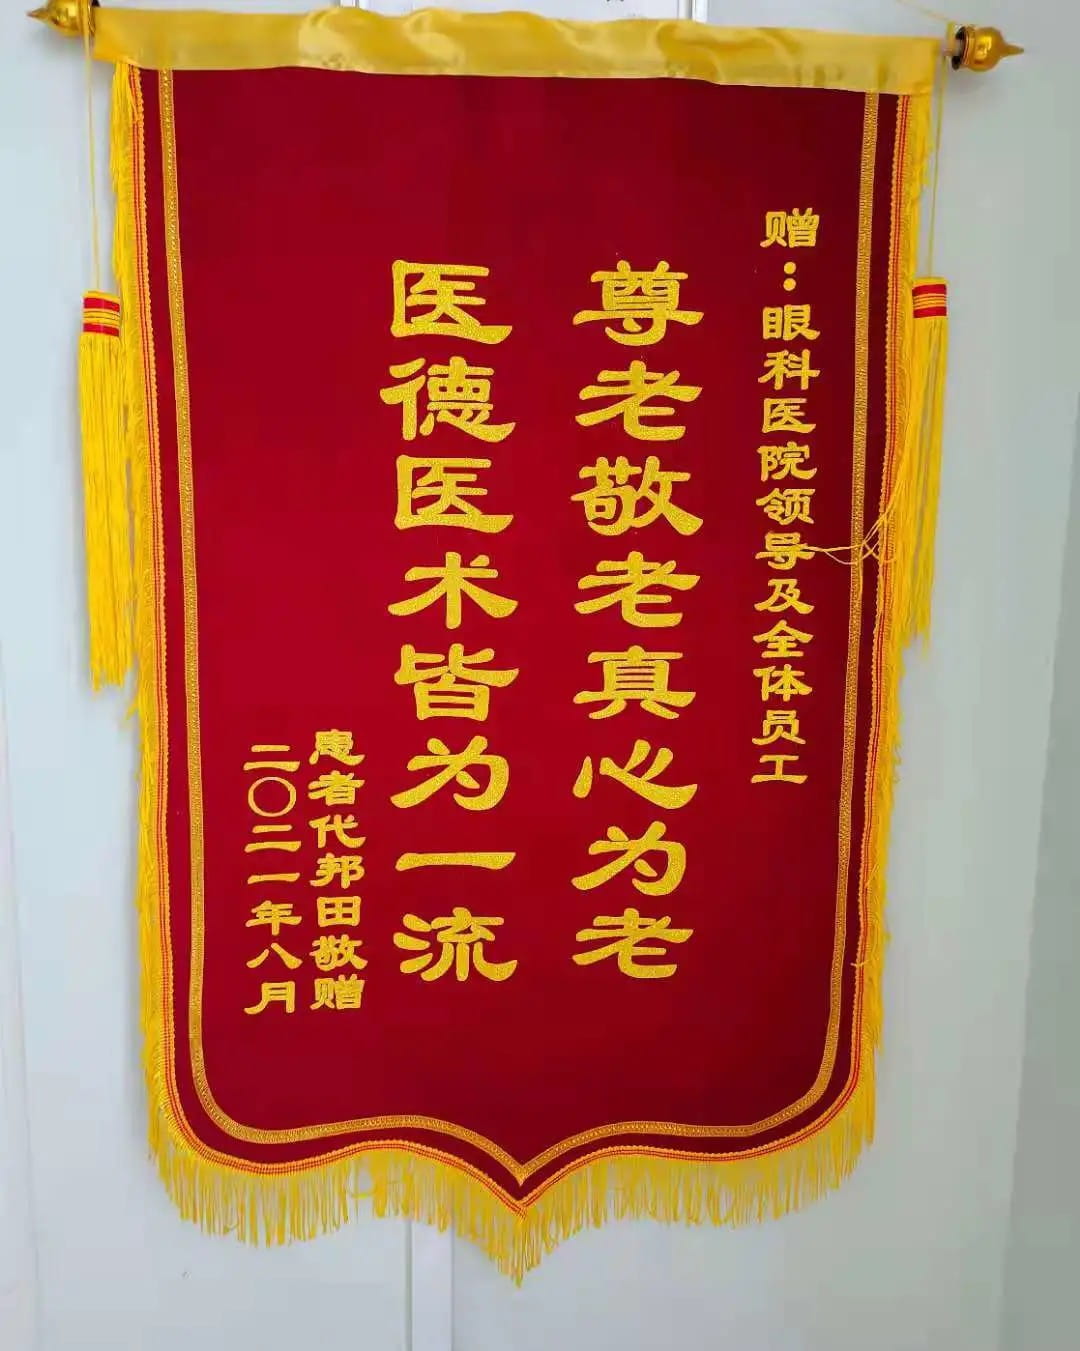 赠：眼科医院领导及全体员工
尊老敬老真心为老
医德医术皆为一流
患者代邦田敬赠
二〇二一年八月